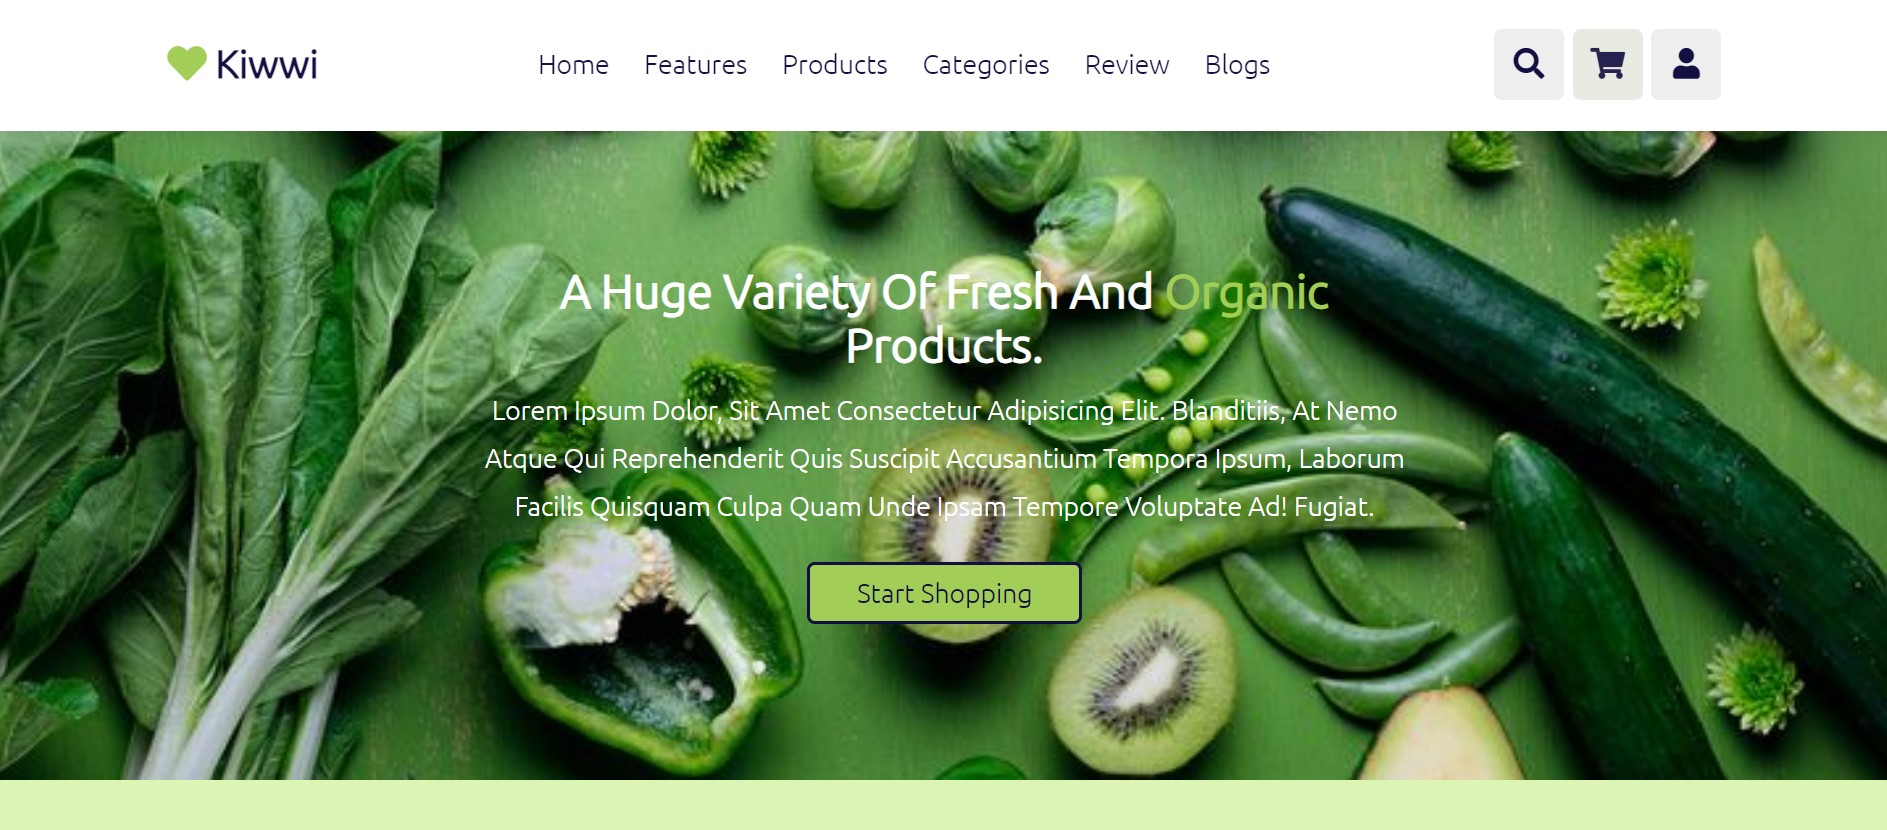 Kiwwi
Home Features Products Categories Review Blogs
A Huge Variety Of Fresh And Organic
Products.
Lorem Ipsum Dolor, Sit Amet Consectetur Adipisicing Elit. Blanditiis, At Nemo
Atque Qui Reprehenderit Quis Suscipit Accusantium Tempora Ipsum, Laborum
Facilis Quisquam Culpa Quam Unde Ipsam Tempore Voluptate Ad! Fugiat.
Start Shopping